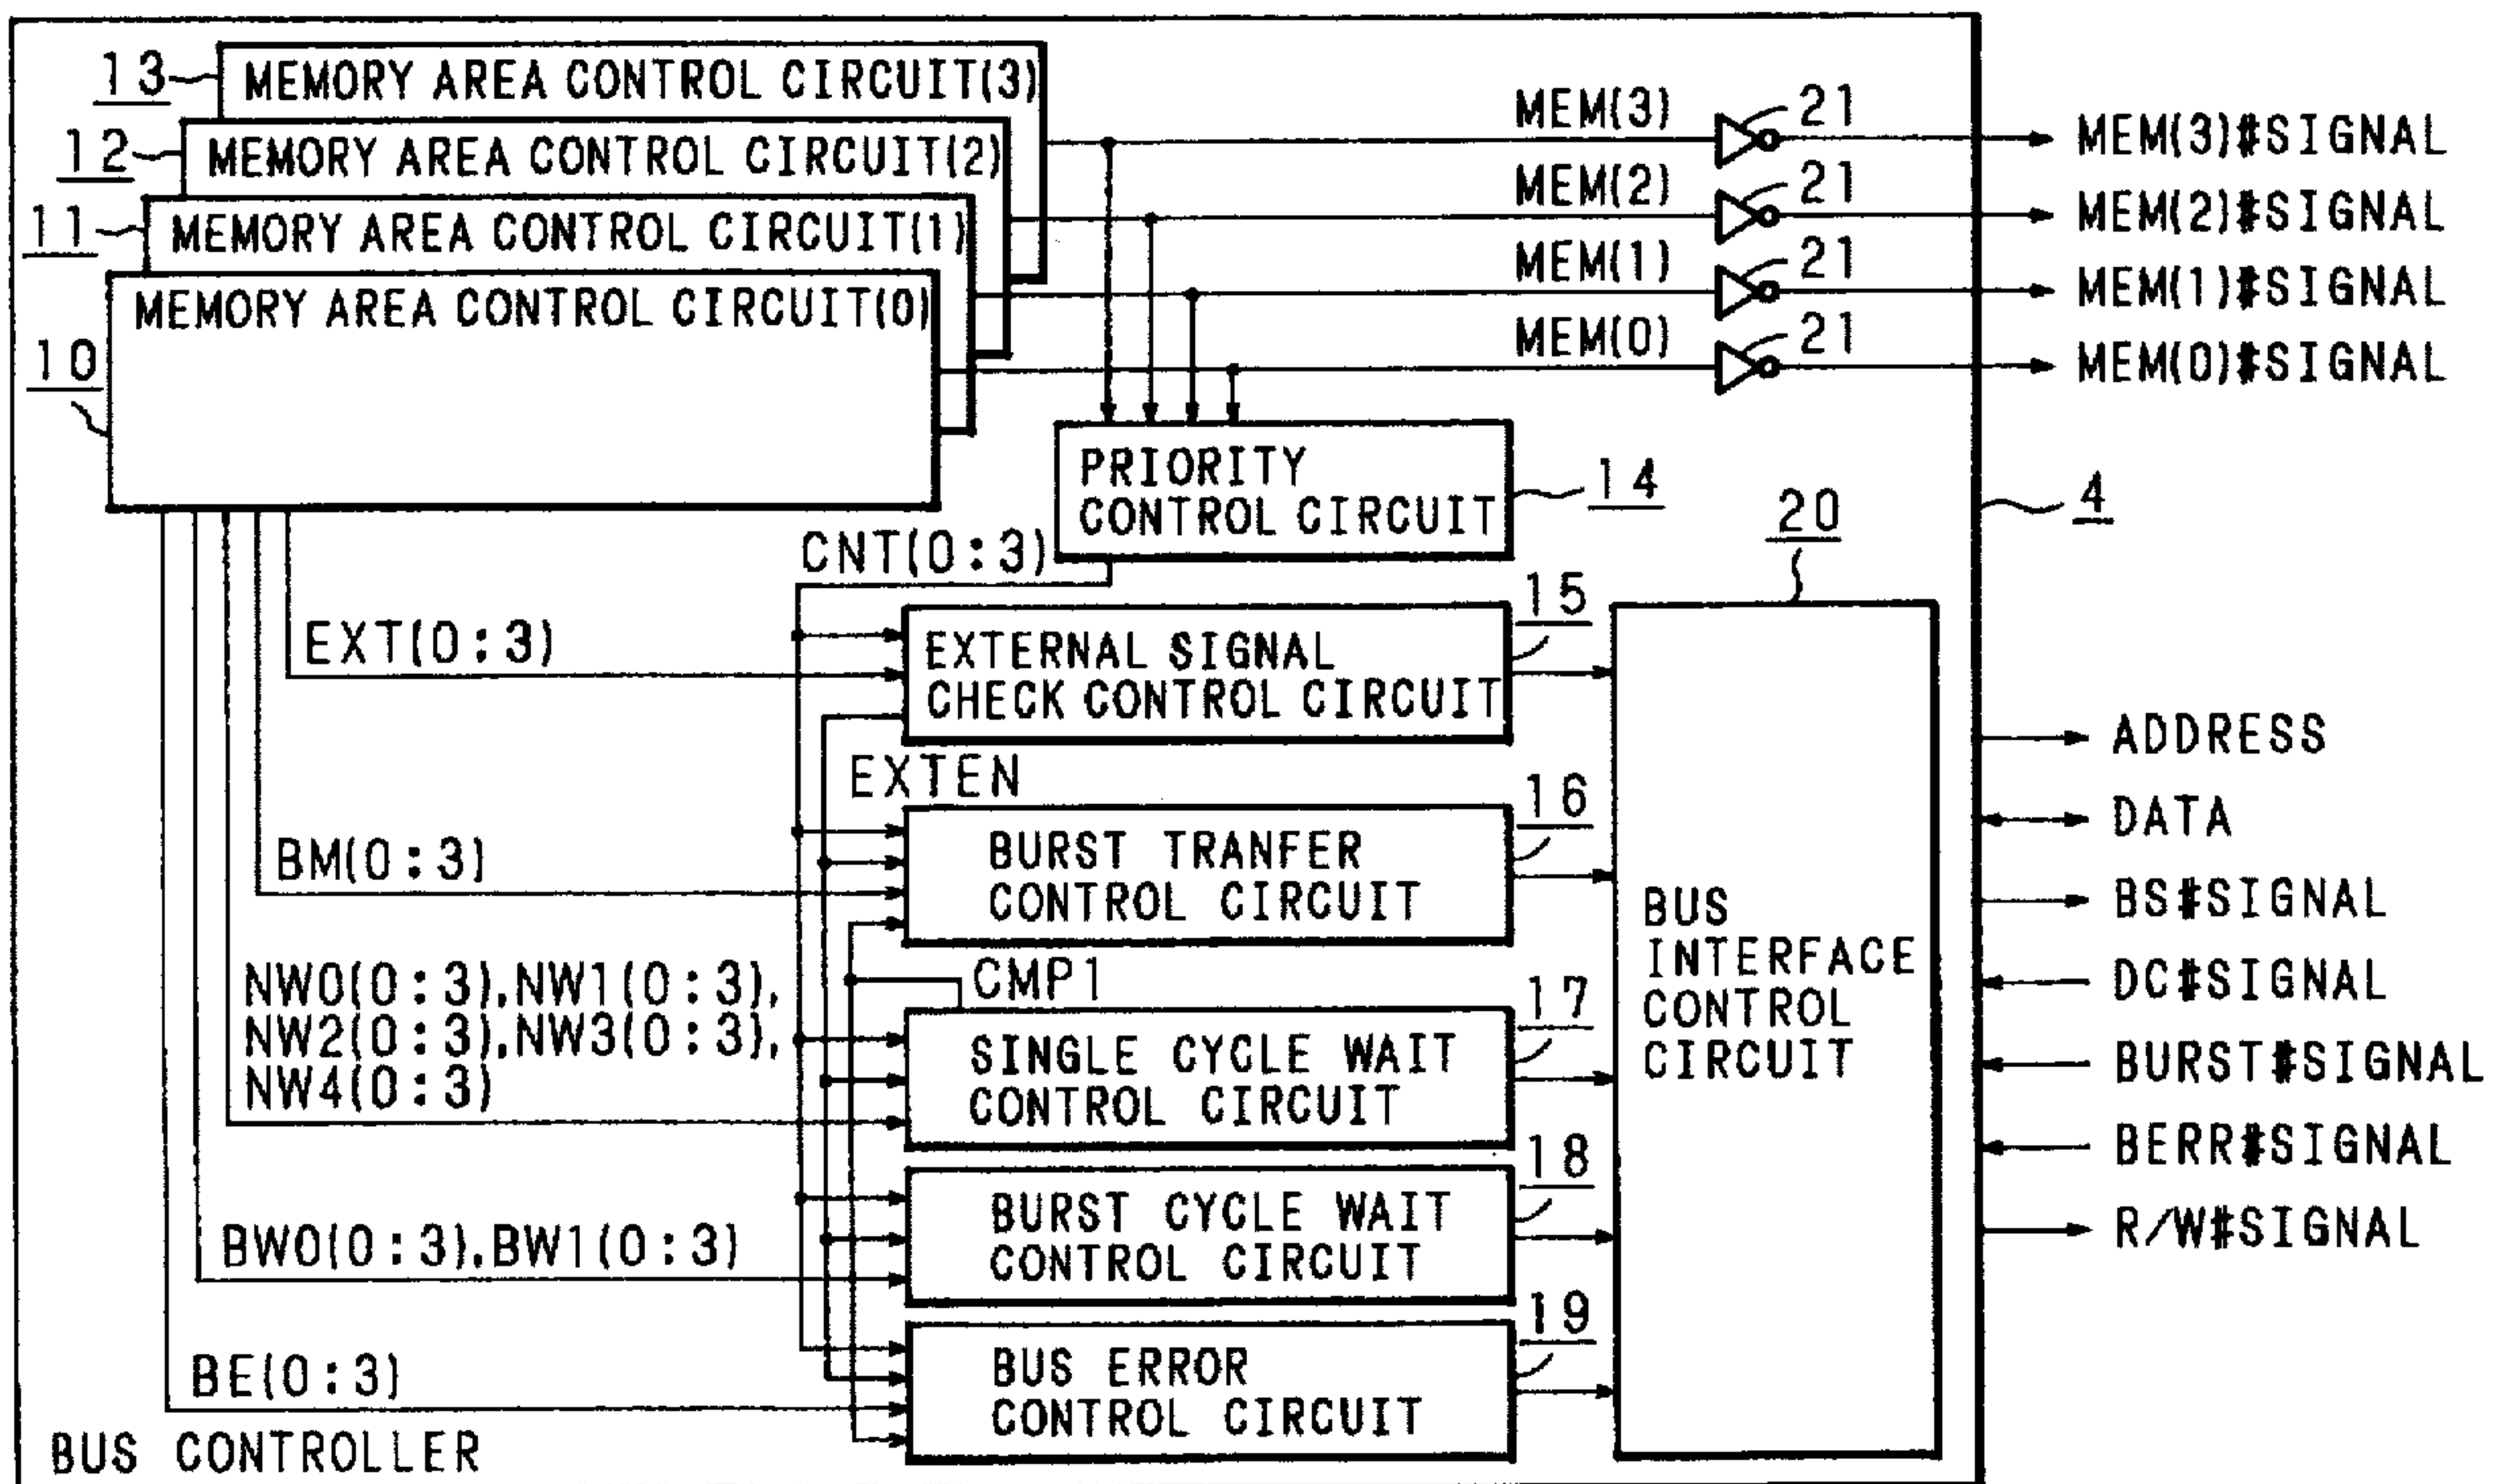 13
MEMORY AREA CONTROL CIRCUIT(3)
12
MEMORY AREA CONTROL CIRCUIT(2)
11
MEMORY AREA CONTROL CIRCUIT(1)
10
MEMORY AREA CONTROL CIRCUIT(0)
MEM(3)
21
MEM(3)#SIGNAL
MEM(2)
21
MEM(2)#SIGNAL
MEM(1)
21
MEM(1)#SIGNAL
MEM(0)
21
MEM(0)#SIGNAL
PRIORITY
CONTROL CIRCUIT
14
4
20
CNT(0:3)
EXT(0:3)
EXTERNAL SIGNAL
CHECK CONTROL CIRCUIT
15
EXTEN
BM(0:3)
BURST TRANFER
CONTROL CIRCUIT
16
CMP1
NW0(0:3),NW1(0:3),
NW2(0:3),NW3(0:3),
NW4(0:3)
SINGLE CYCLE WAIT
CONTROL CIRCUIT
17
BW0(0:3),BW1(0:3)
BURST CYCLE WAIT
CONTROL CIRCUIT
18
BE(0:3)
BUS ERROR
CONTROL CIRCUIT
19
BUS
INTERFACE
CONTROL
CIRCUIT
ADDRESS
DATA
BS#SIGNAL
DC#SIGNAL
BURST#SIGNAL
BERR#SIGNAL
R/W#SIGNAL
BUS CONTROLLER